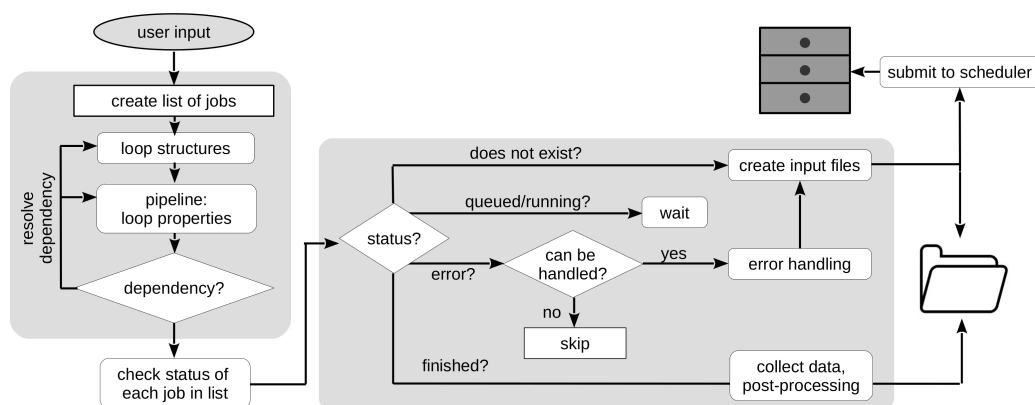 user input
create list of jobs
loop structures
pipeline:
loop properties
resolve
dependency
dependency?
check status of
each job in list
status?
does not exist?
create input files
submit to scheduler
queued/running?
wait
error?
can be
handled?
yes
error handling
no
skip
finished?
collect data,
post-processing